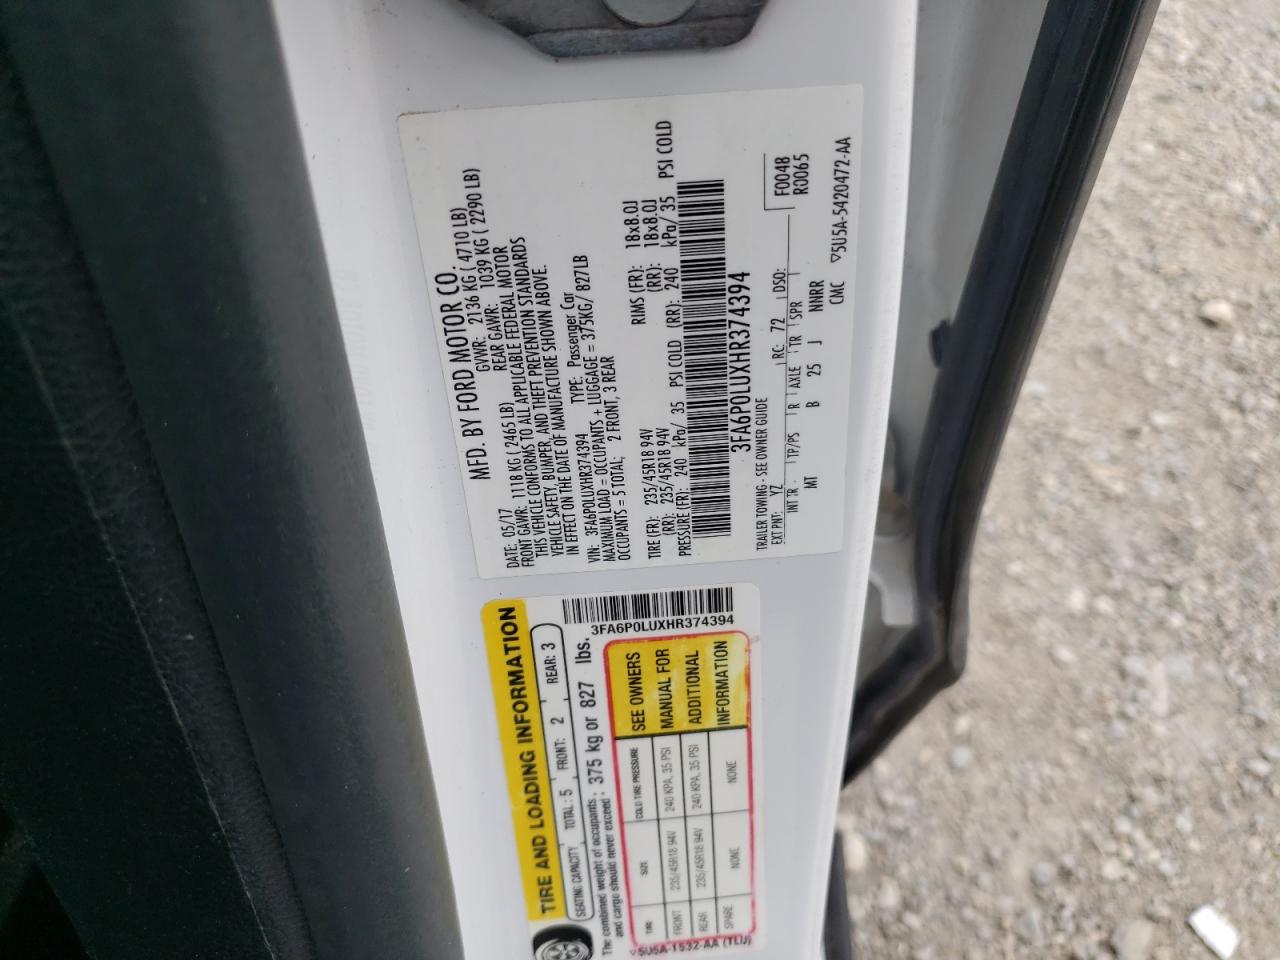 MFD. BY FORD MOTOR CO.
DATE: 05/17 GVWR: 2136 KG ( 4710 LB)
FRONT GAWR: 1118 KG ( 2465 LB) REAR GAWR: 1039 KG ( 2290 LB)
THIS VEHICLE CONFORMS TO ALL APPLICABLE FEDERAL MOTOR
VEHICLE SAFETY, BUMPER, AND THEFT PREVENTION STANDARDS
IN EFFECT ON THE DATE OF MANUFACTURE SHOWN ABOVE.
VIN: 3FA6P0LUXHR374394 TYPE: Passenger Car
MAXIMUM LOAD = OCCUPANTS + LUGGAGE = 375KG/ 827LB
OCCUPANTS = 5 TOTAL; 2 FRONT, 3 REAR
TIRE (FR): 235/45R18 94V RIMS (FR): 18x8.0J
(RR): 235/45R18 94V (RR): 18x8.0J
PRESSURE (FR): 240 kPa/ 35 PSI COLD (RR): 240 kPa/ 35 PSI COLD
3FA6P0LUXHR374394
TRAILER TOWING - SEE OWNER GUIDE
F0048
R0065
EXT PNT: YZ RC: 72 DSO:
INT TR TP/PS R AXLE TR SPR
MT B 25 J NNRR
CMC
▽5U5A-5420472-AA
TIRE AND LOADING INFORMATION
SEATING CAPACITY TOTAL: 5 FRONT: 2 REAR: 3
The combined weight of occupants
and cargo should never exceed : 375 kg or 827 lbs.
3FA6P0LUXHR374394
TIRE SIZE COLD TIRE PRESSURE
FRONT 235/45R18 94V 240 KPA, 35 PSI
REAR 235/45R18 94V 240 KPA, 35 PSI
SPARE NONE NONE
SEE OWNERS
MANUAL FOR
ADDITIONAL
INFORMATION
5U5A-1532-AA (TLU)